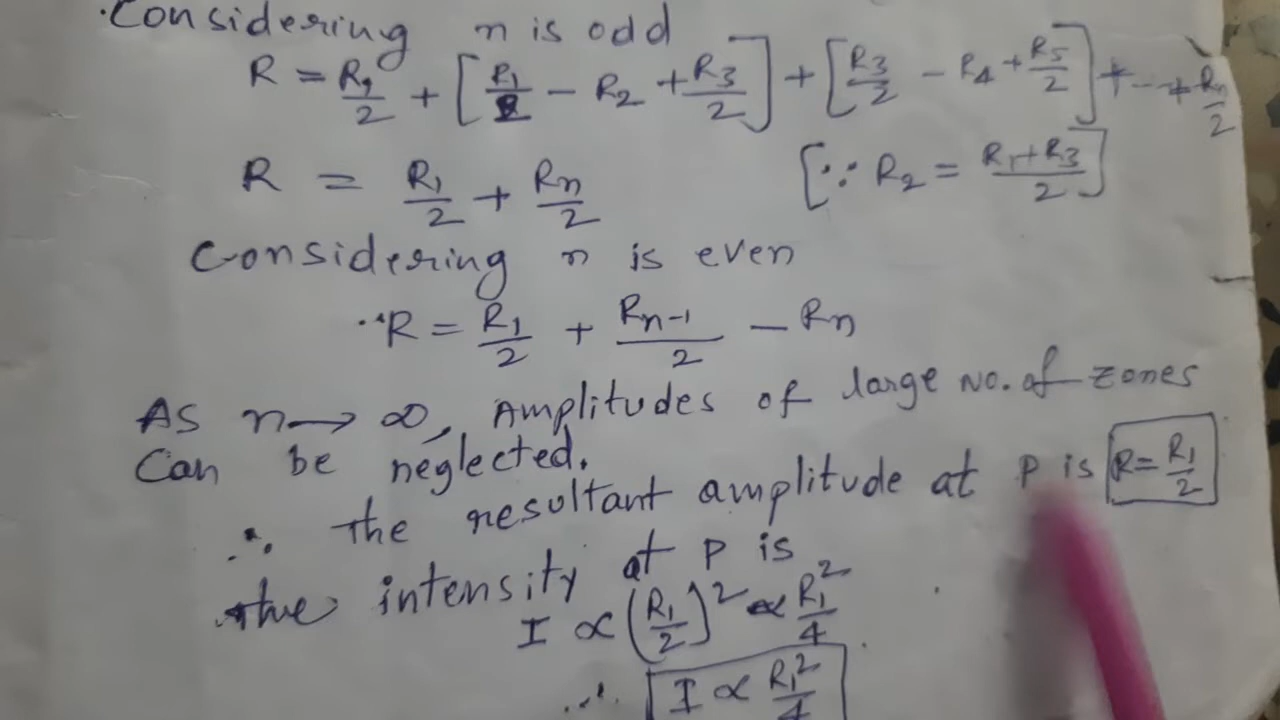 Considering n is odd
R = R1/2 + [R1/2 - R2 + R3/2] + [R3/2 - R4 + R5/2] + --- + Rn/2
R = R1/2 + Rn/2 [∵ R2 = R1+R3/2]
Considering n is even
∴ R = R1/2 + Rn-1/2 - Rn
As n → ∞, Amplitudes of large No. of zones
Can be neglected.
∴ the resultant amplitude at P is R = R1/2
the intensity at P is
I ∝ (R1/2)² ∝ R1²/4
∴ I ∝ R1²/4